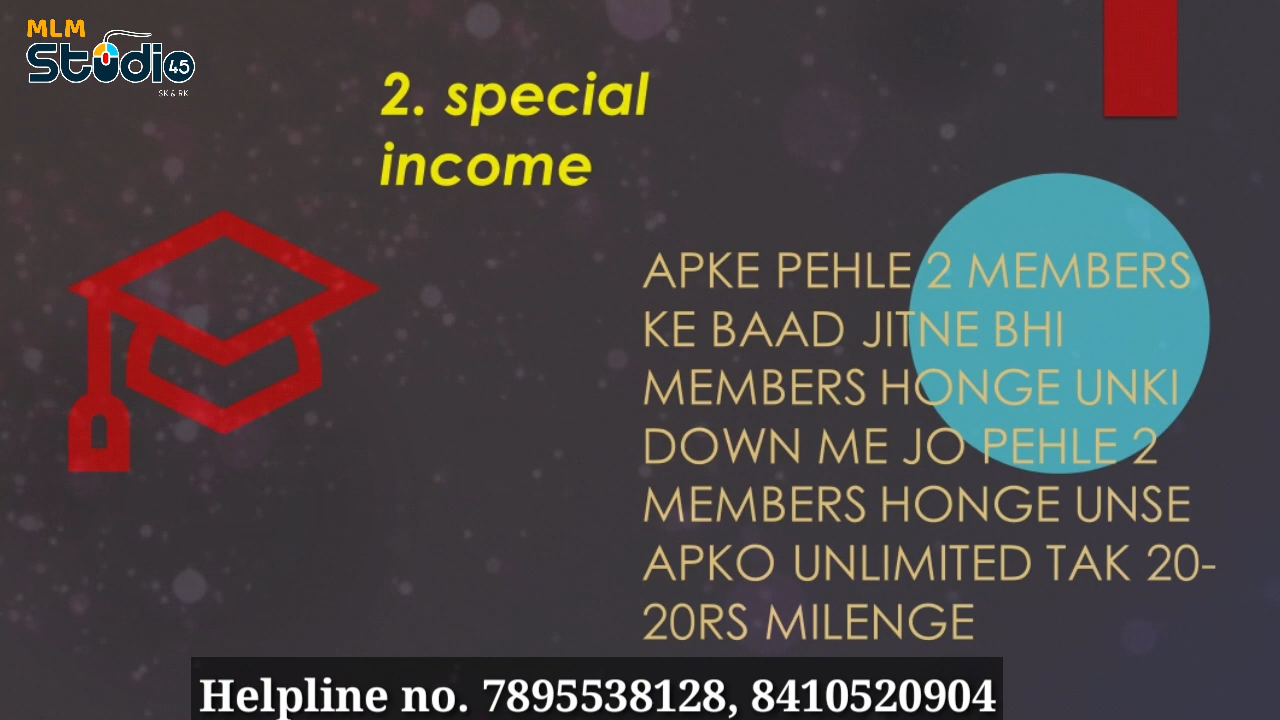 MLM
Studio 45
SK & RK
2. special
income
APKE PEHLE 2 MEMBERS
KE BAAD JITNE BHI
MEMBERS HONGE UNKI
DOWN ME JO PEHLE 2
MEMBERS HONGE UNSE
APKO UNLIMITED TAK 20-
20RS MILENGE
Helpline no. 7895538128, 8410520904